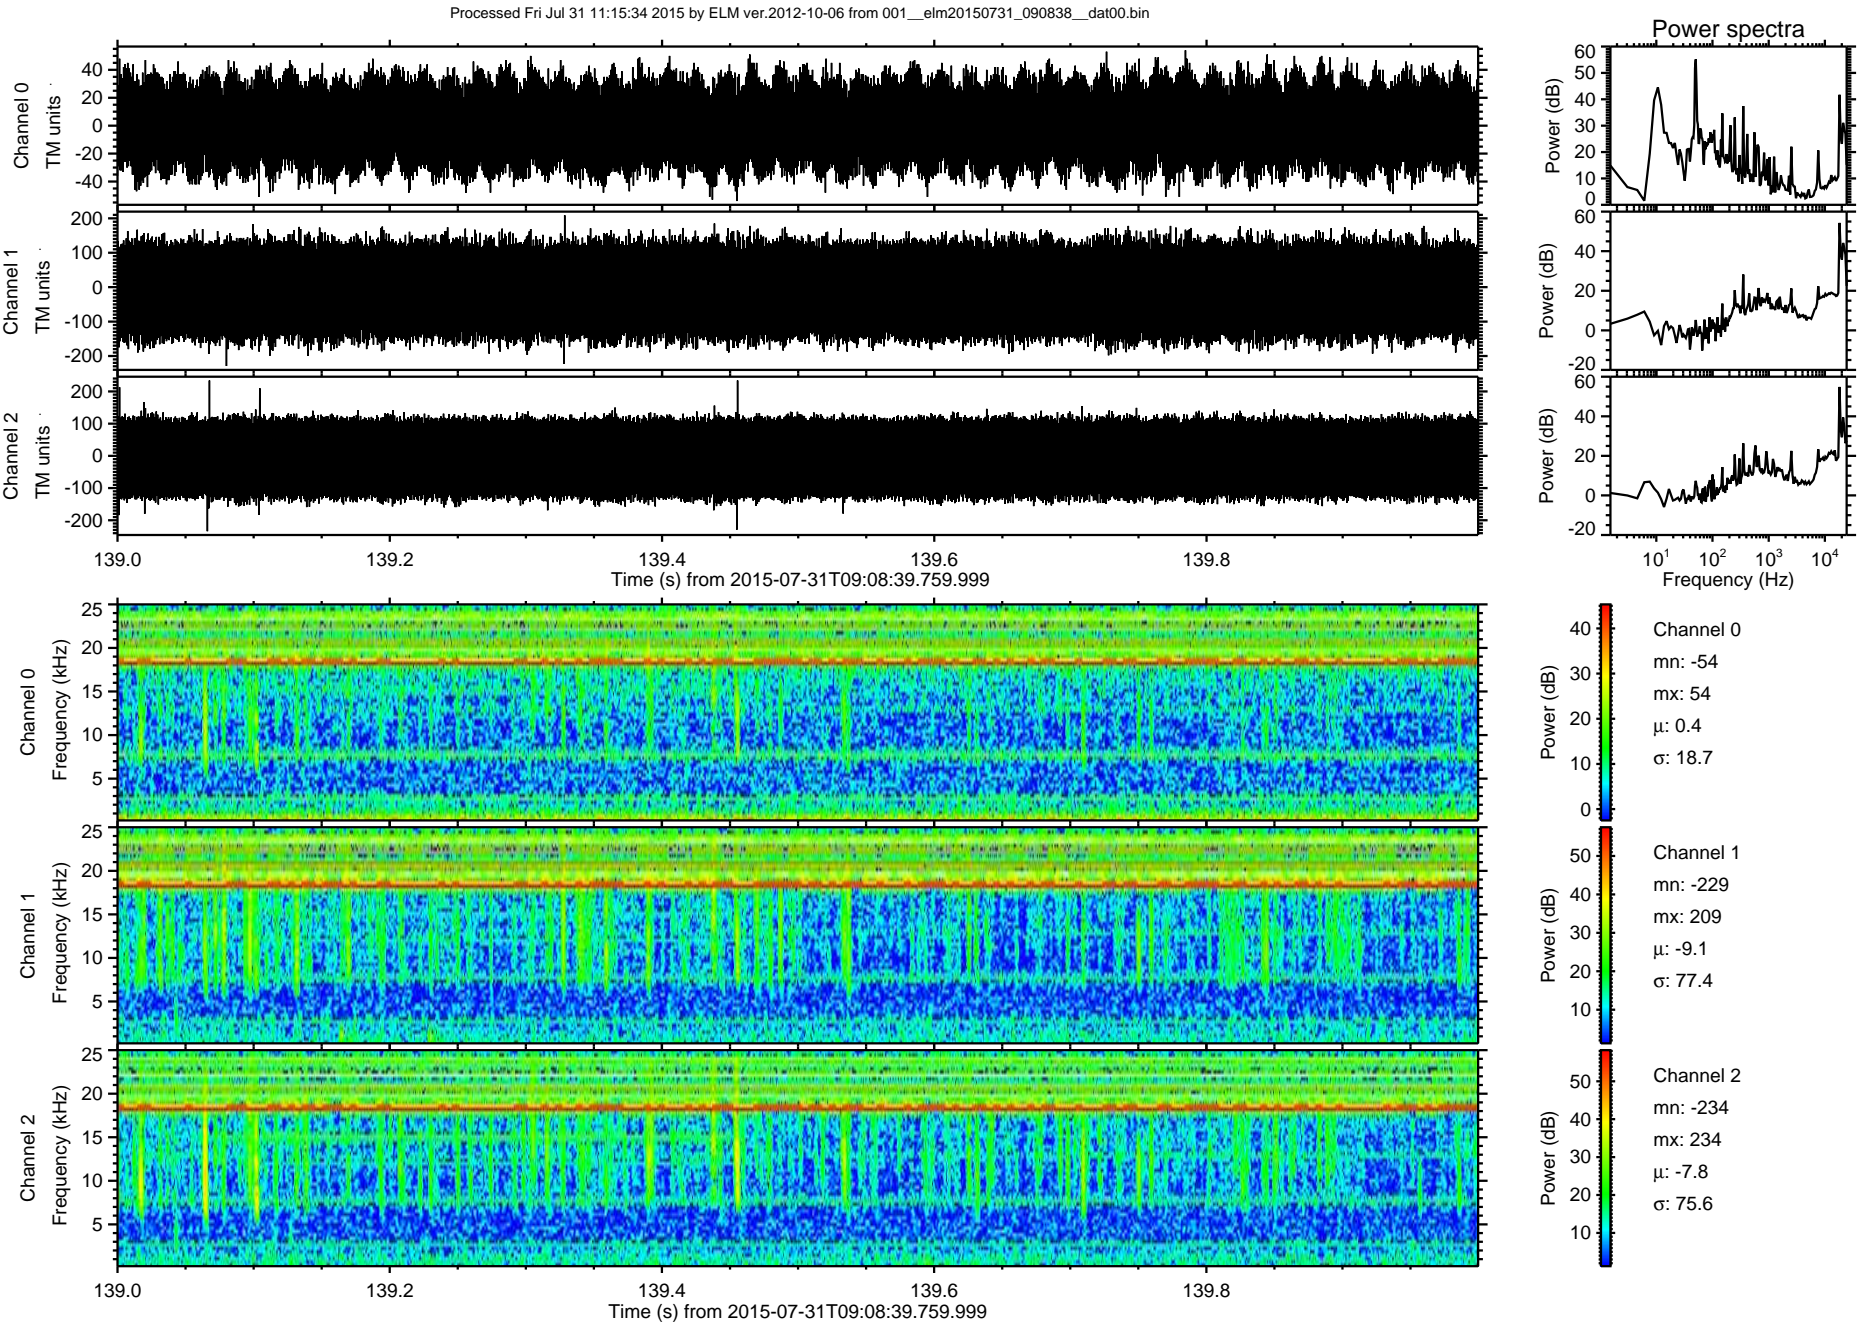 Processed Fri Jul 31 11:15:34 2015 by ELM ver.2012-10-06 from 001__elm20150731_090838__dat00.bin
Power spectra
Channel 0
TM units
40
20
0
-20
-40
Power (dB)
60
50
40
30
20
10
0
Channel 1
TM units
200
100
0
-100
-200
Power (dB)
60
40
20
0
-20
Channel 2
TM units
200
100
0
-100
-200
Power (dB)
60
40
20
0
-20
139.0 139.2 139.4 139.6 139.8
Time (s) from 2015-07-31T09:08:39.759.999
10^1 10^2 10^3 10^4
Frequency (Hz)
Channel 0
Frequency (kHz)
25
20
15
10
5
Power (dB)
40
30
20
10
0
Channel 0
mn: -54
mx: 54
μ: 0.4
σ: 18.7
Channel 1
Frequency (kHz)
25
20
15
10
5
Power (dB)
50
40
30
20
10
Channel 1
mn: -229
mx: 209
μ: -9.1
σ: 77.4
Channel 2
Frequency (kHz)
25
20
15
10
5
Power (dB)
50
40
30
20
10
Channel 2
mn: -234
mx: 234
μ: -7.8
σ: 75.6
139.0 139.2 139.4 139.6 139.8
Time (s) from 2015-07-31T09:08:39.759.999